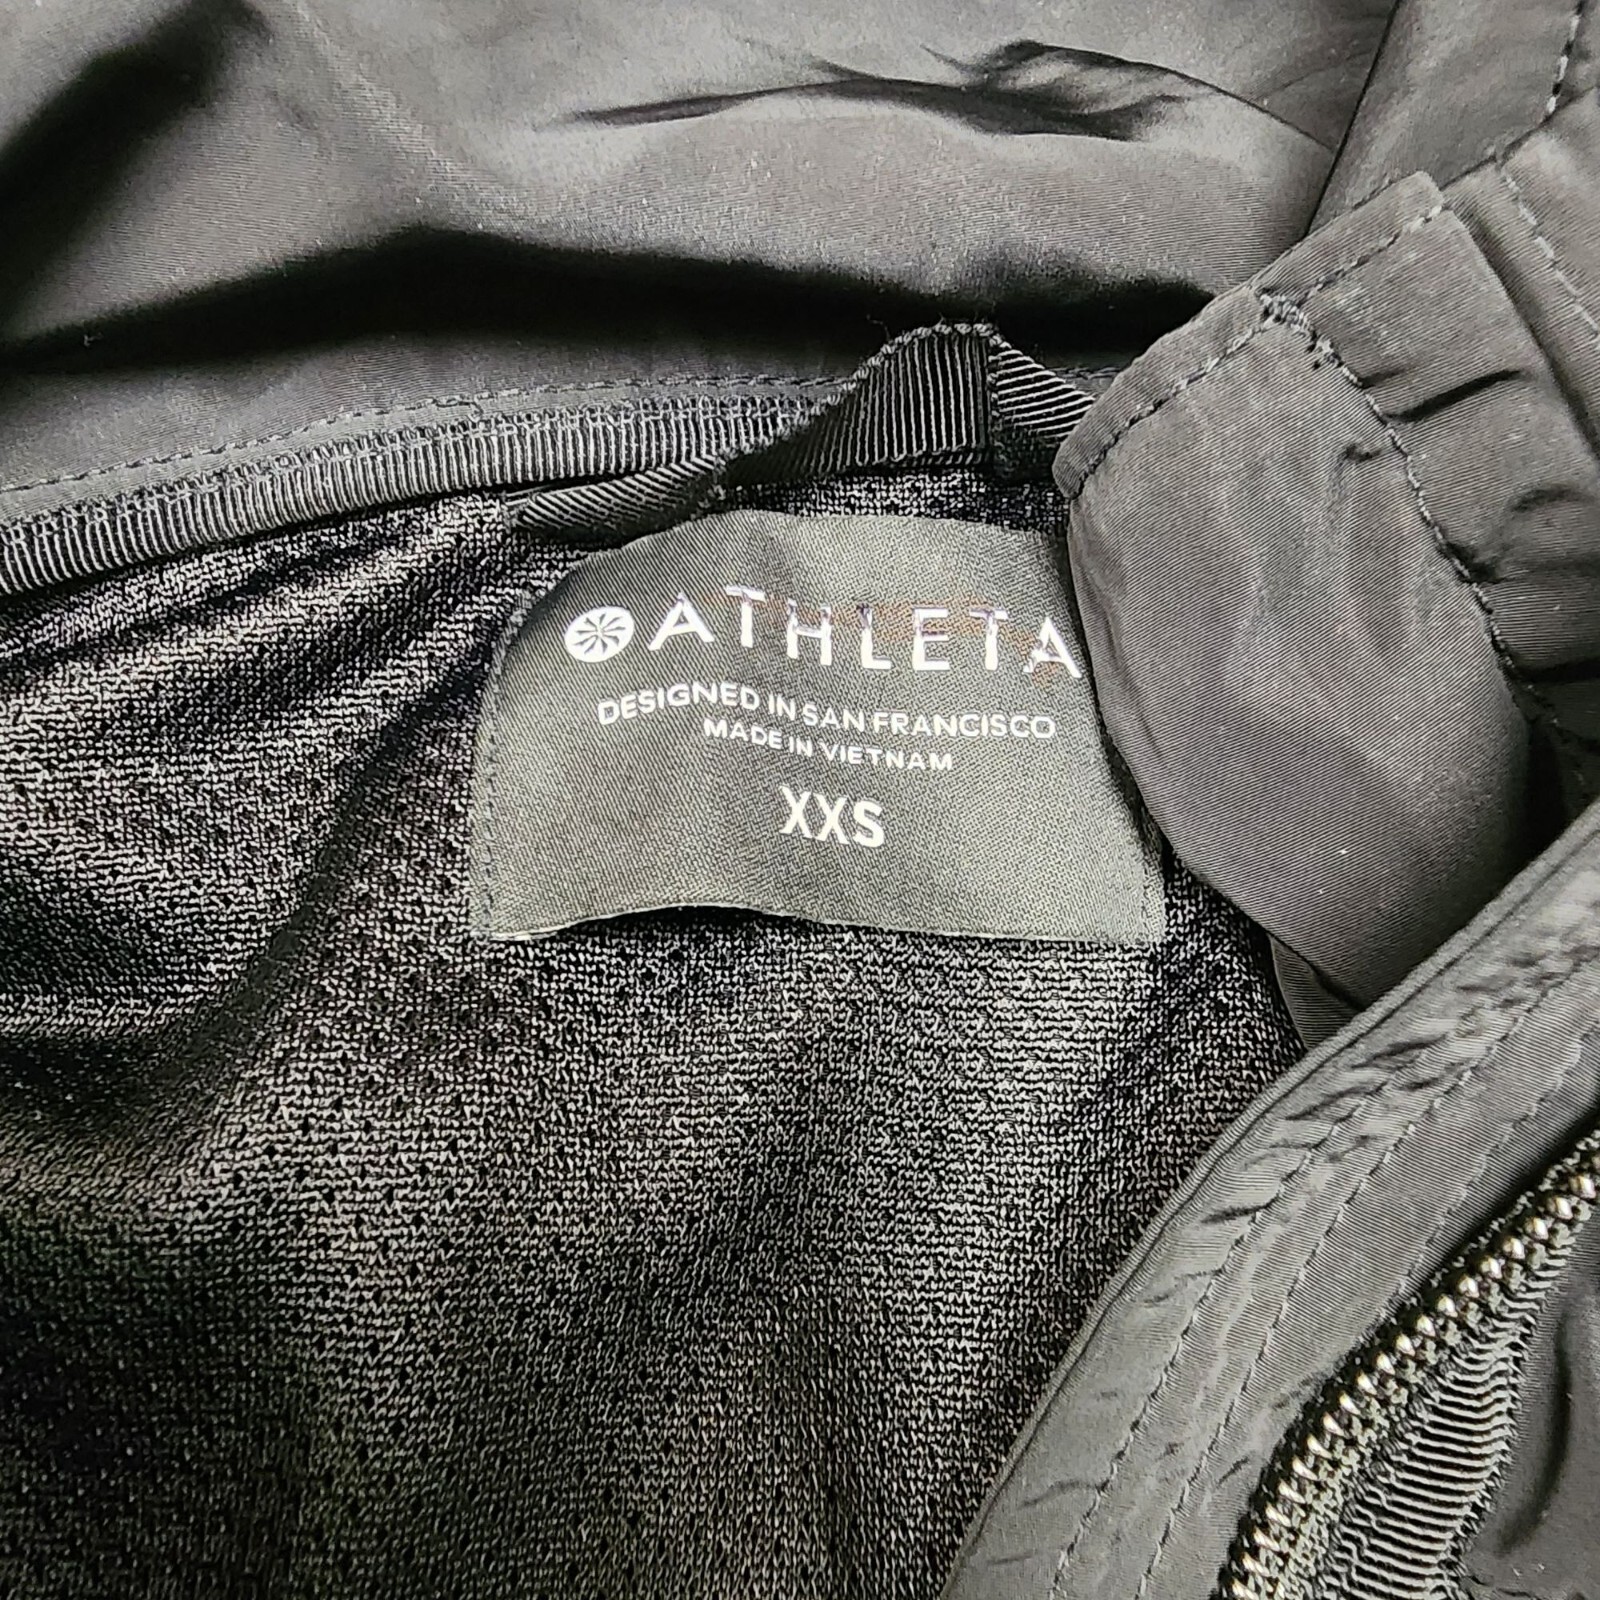 ATHLETA
DESIGNED IN SAN FRANCISCO
MADE IN VIETNAM
XXS